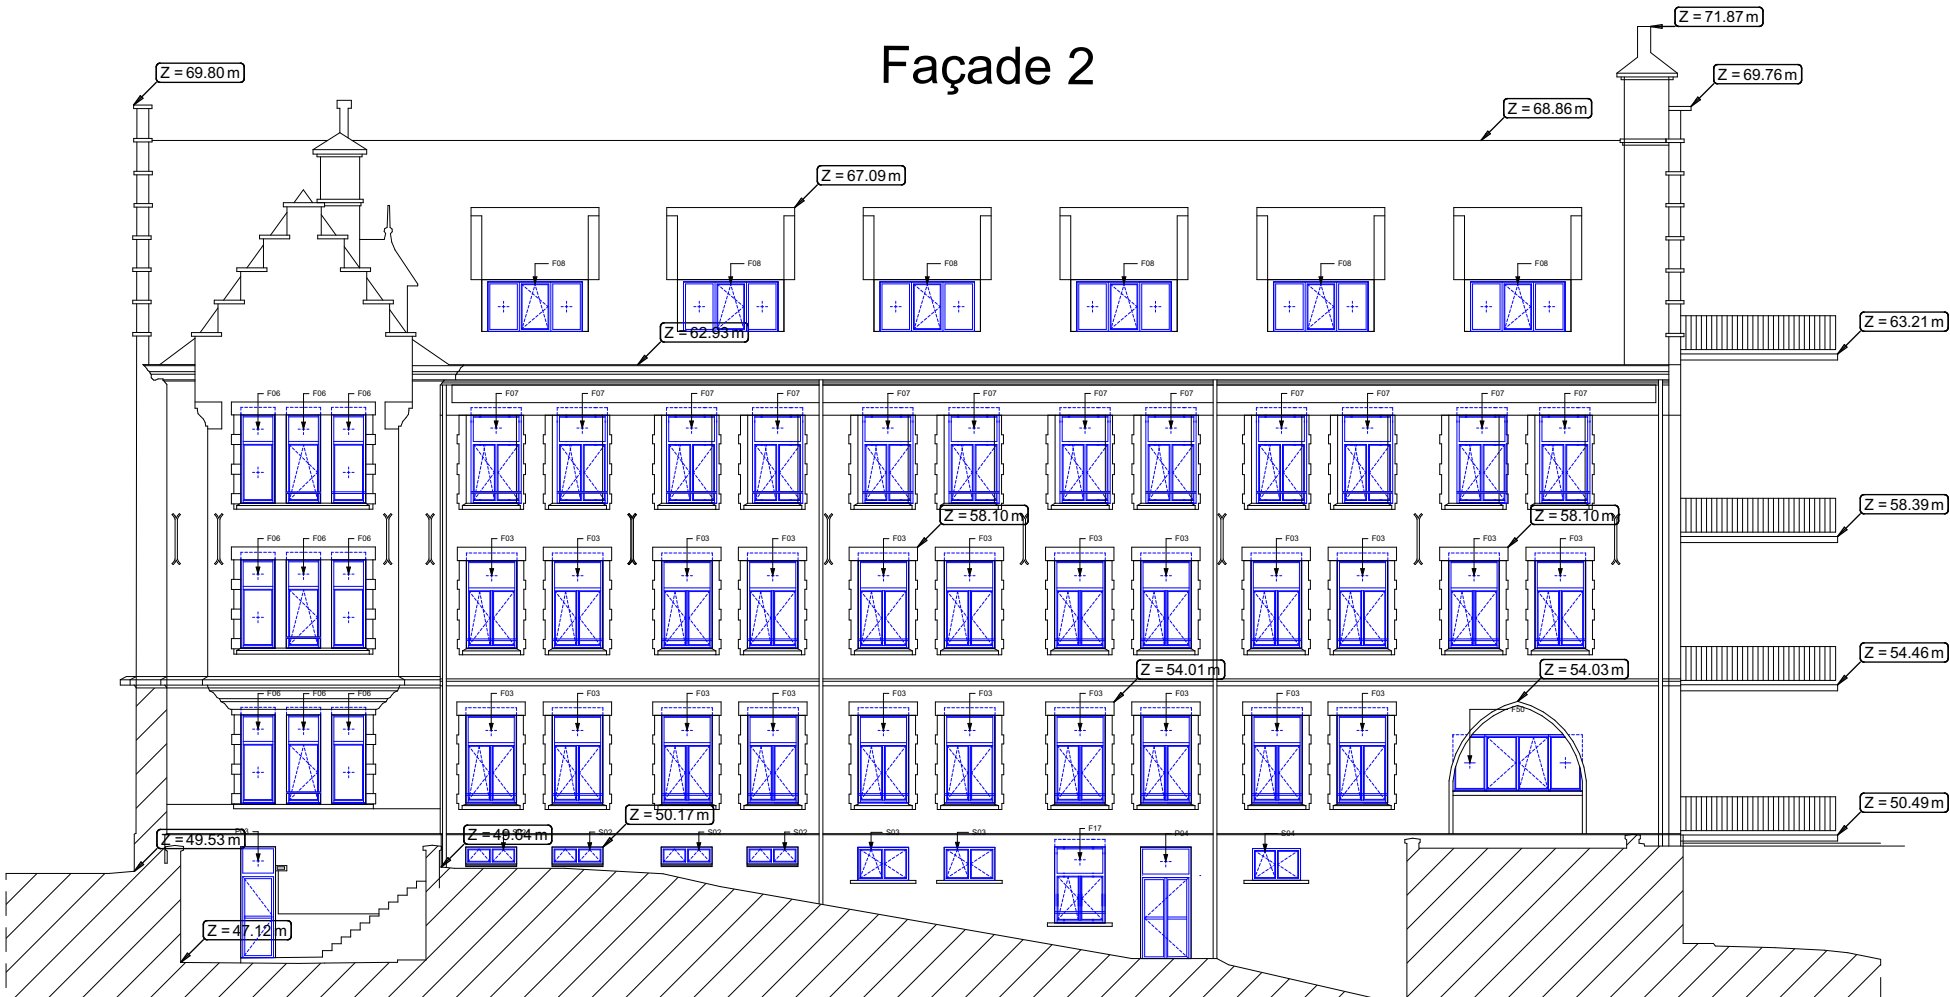 Z = 71.87 m
Façade 2
Z = 69.80 m
Z = 69.76 m
Z = 68.86 m
Z = 67.09 m
F08 F08 F08 F08 F08 F08
Z = 63.21 m
Z = 62.93 m
F06 F06 F06 F07 F07 F07 F07 F07 F07 F07 F07 F07 F07 F07 F07
Z = 58.39 m
Z = 58.10 m Z = 58.10 m
F06 F06 F06 F03 F03 F03 F03 F03 F03 F03 F03 F03 F03 F03 F03
Z = 54.46 m
Z = 54.01 m Z = 54.03 m
F06 F06 F06 F03 F03 F03 F03 F03 F03 F03 F03 F03 F03
F50
Z = 50.49 m
Z = 50.17 m
Z = 49.53 m Z = 49.64 m
S02 S02 S02 S03 S03 F17 P04 S04
Z = 47.12 m